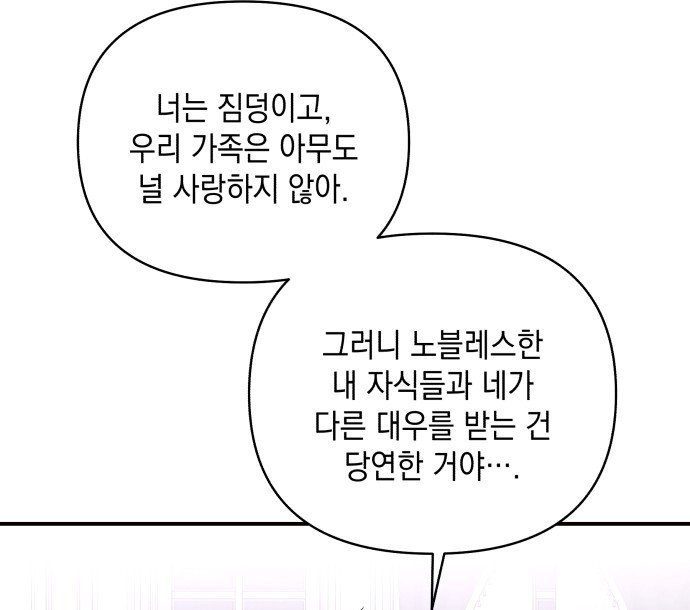 너는 짐덩이고,
우리 가족은 아무도
널 사랑하지 않아.
그러니 노블레스한
내 자식들과 네가
다른 대우를 받는 건
당연한 거야….